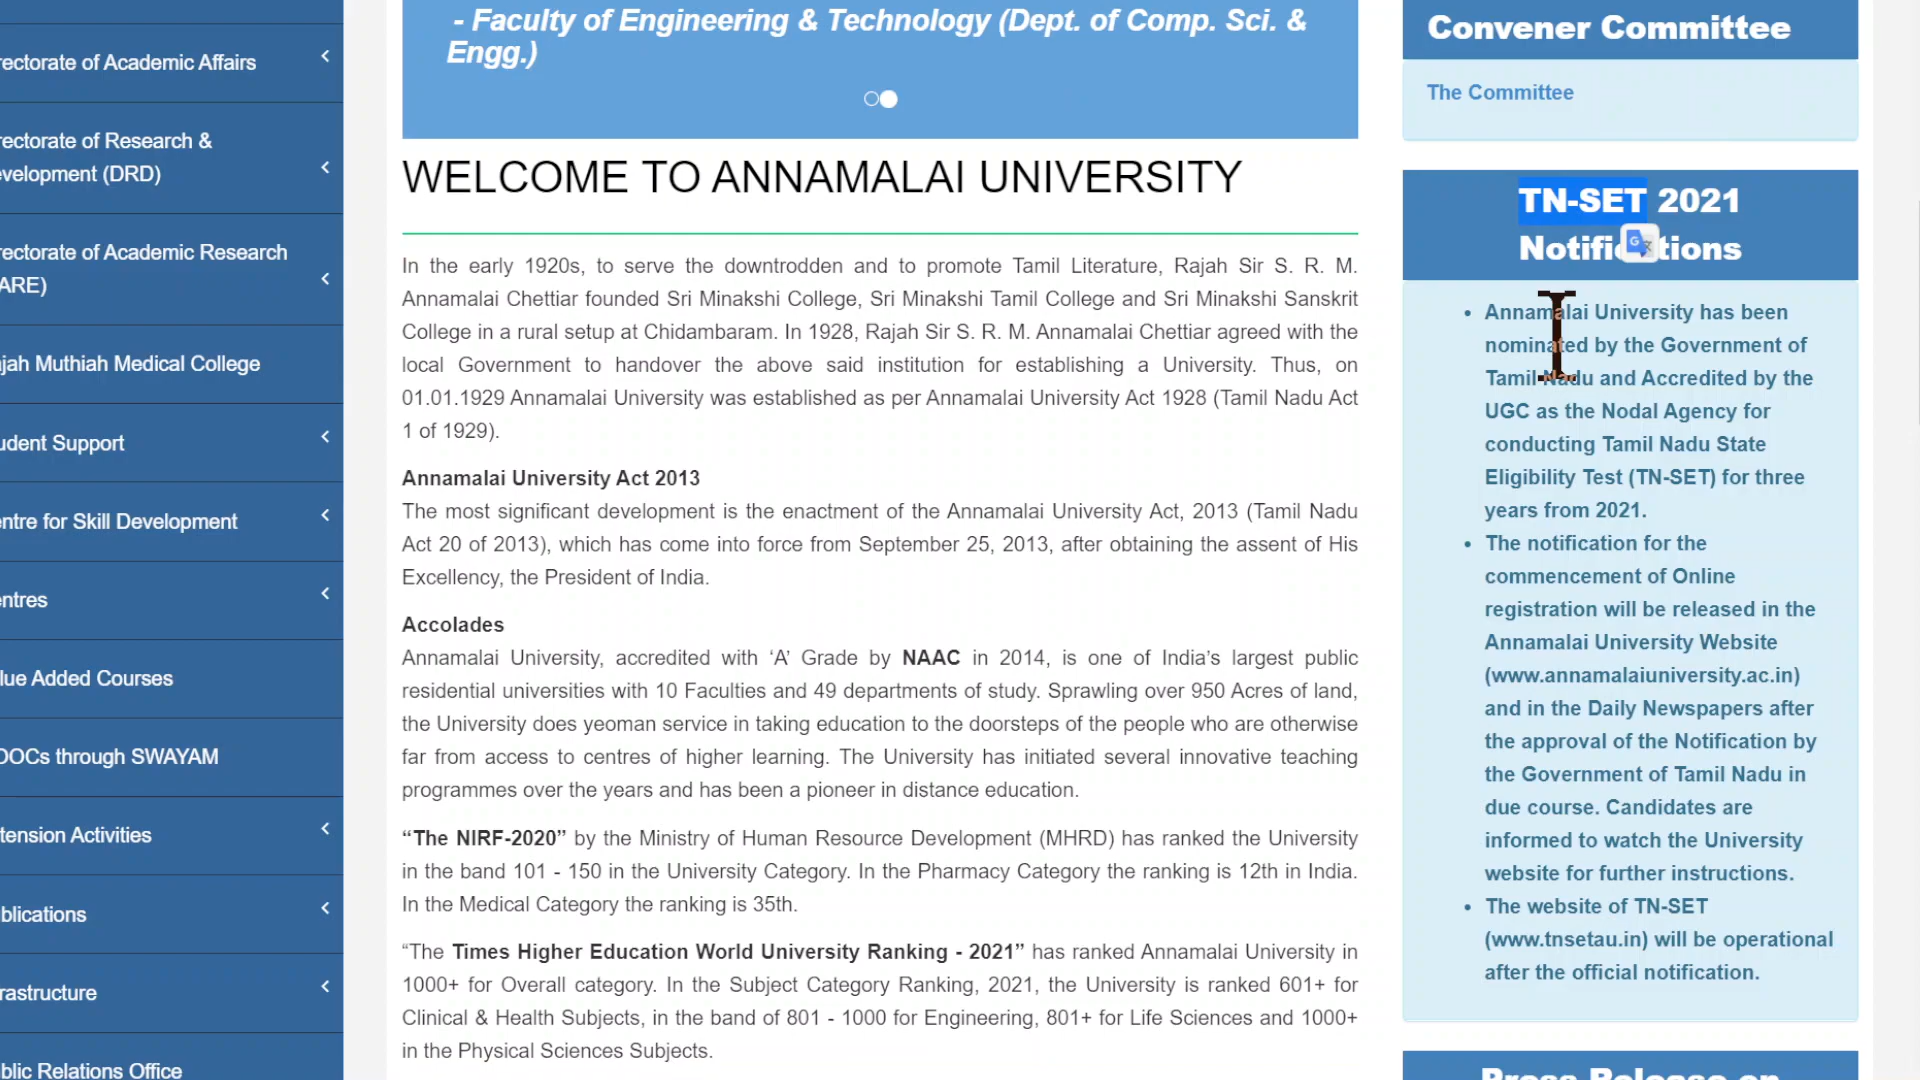 - Faculty of Engineering & Technology (Dept. of Comp. Sci. &
Engg.)
rectorate of Academic Affairs
rectorate of Research &
velopment (DRD)
rectorate of Academic Research
ARE)
jah Muthiah Medical College
udent Support
entre for Skill Development
entres
lue Added Courses
OOCs through SWAYAM
tension Activities
blications
rastructure
blic Relations Office
WELCOME TO ANNAMALAI UNIVERSITY
In the early 1920s, to serve the downtrodden and to promote Tamil Literature, Rajah Sir S. R. M.
Annamalai Chettiar founded Sri Minakshi College, Sri Minakshi Tamil College and Sri Minakshi Sanskrit
College in a rural setup at Chidambaram. In 1928, Rajah Sir S. R. M. Annamalai Chettiar agreed with the
local Government to handover the above said institution for establishing a University. Thus, on
01.01.1929 Annamalai University was established as per Annamalai University Act 1928 (Tamil Nadu Act
1 of 1929).
Annamalai University Act 2013
The most significant development is the enactment of the Annamalai University Act, 2013 (Tamil Nadu
Act 20 of 2013), which has come into force from September 25, 2013, after obtaining the assent of His
Excellency, the President of India.
Accolades
Annamalai University, accredited with ‘A’ Grade by NAAC in 2014, is one of India’s largest public
residential universities with 10 Faculties and 49 departments of study. Sprawling over 950 Acres of land,
the University does yeoman service in taking education to the doorsteps of the people who are otherwise
far from access to centres of higher learning. The University has initiated several innovative teaching
programmes over the years and has been a pioneer in distance education.
“The NIRF-2020” by the Ministry of Human Resource Development (MHRD) has ranked the University
in the band 101 - 150 in the University Category. In the Pharmacy Category the ranking is 12th in India.
In the Medical Category the ranking is 35th.
“The Times Higher Education World University Ranking - 2021” has ranked Annamalai University in
1000+ for Overall category. In the Subject Category Ranking, 2021, the University is ranked 601+ for
Clinical & Health Subjects, in the band of 801 - 1000 for Engineering, 801+ for Life Sciences and 1000+
in the Physical Sciences Subjects.
Convener Committee
The Committee
TN-SET 2021
Notifications
Annamalai University has been
nominated by the Government of
Tamil Nadu and Accredited by the
UGC as the Nodal Agency for
conducting Tamil Nadu State
Eligibility Test (TN-SET) for three
years from 2021.
The notification for the
commencement of Online
registration will be released in the
Annamalai University Website
(www.annamalaiuniversity.ac.in)
and in the Daily Newspapers after
the approval of the Notification by
the Government of Tamil Nadu in
due course. Candidates are
informed to watch the University
website for further instructions.
The website of TN-SET
(www.tnsetau.in) will be operational
after the official notification.
Press Release on